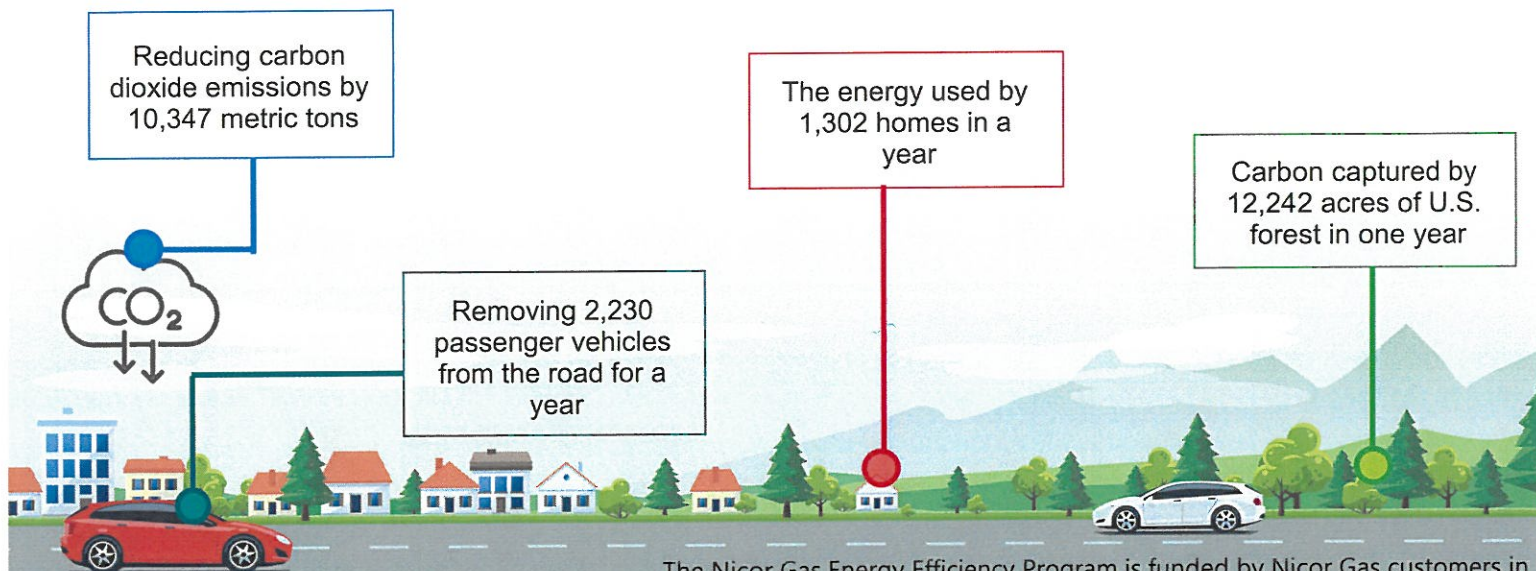 Reducing carbon
dioxide emissions by
10,347 metric tons
CO₂
Removing 2,230
passenger vehicles
from the road for a
year
The energy used by
1,302 homes in a
year
Carbon captured by
12,242 acres of U.S.
forest in one year
The Nicor Gas Energy Efficiency Program is funded by Nicor Gas customers in